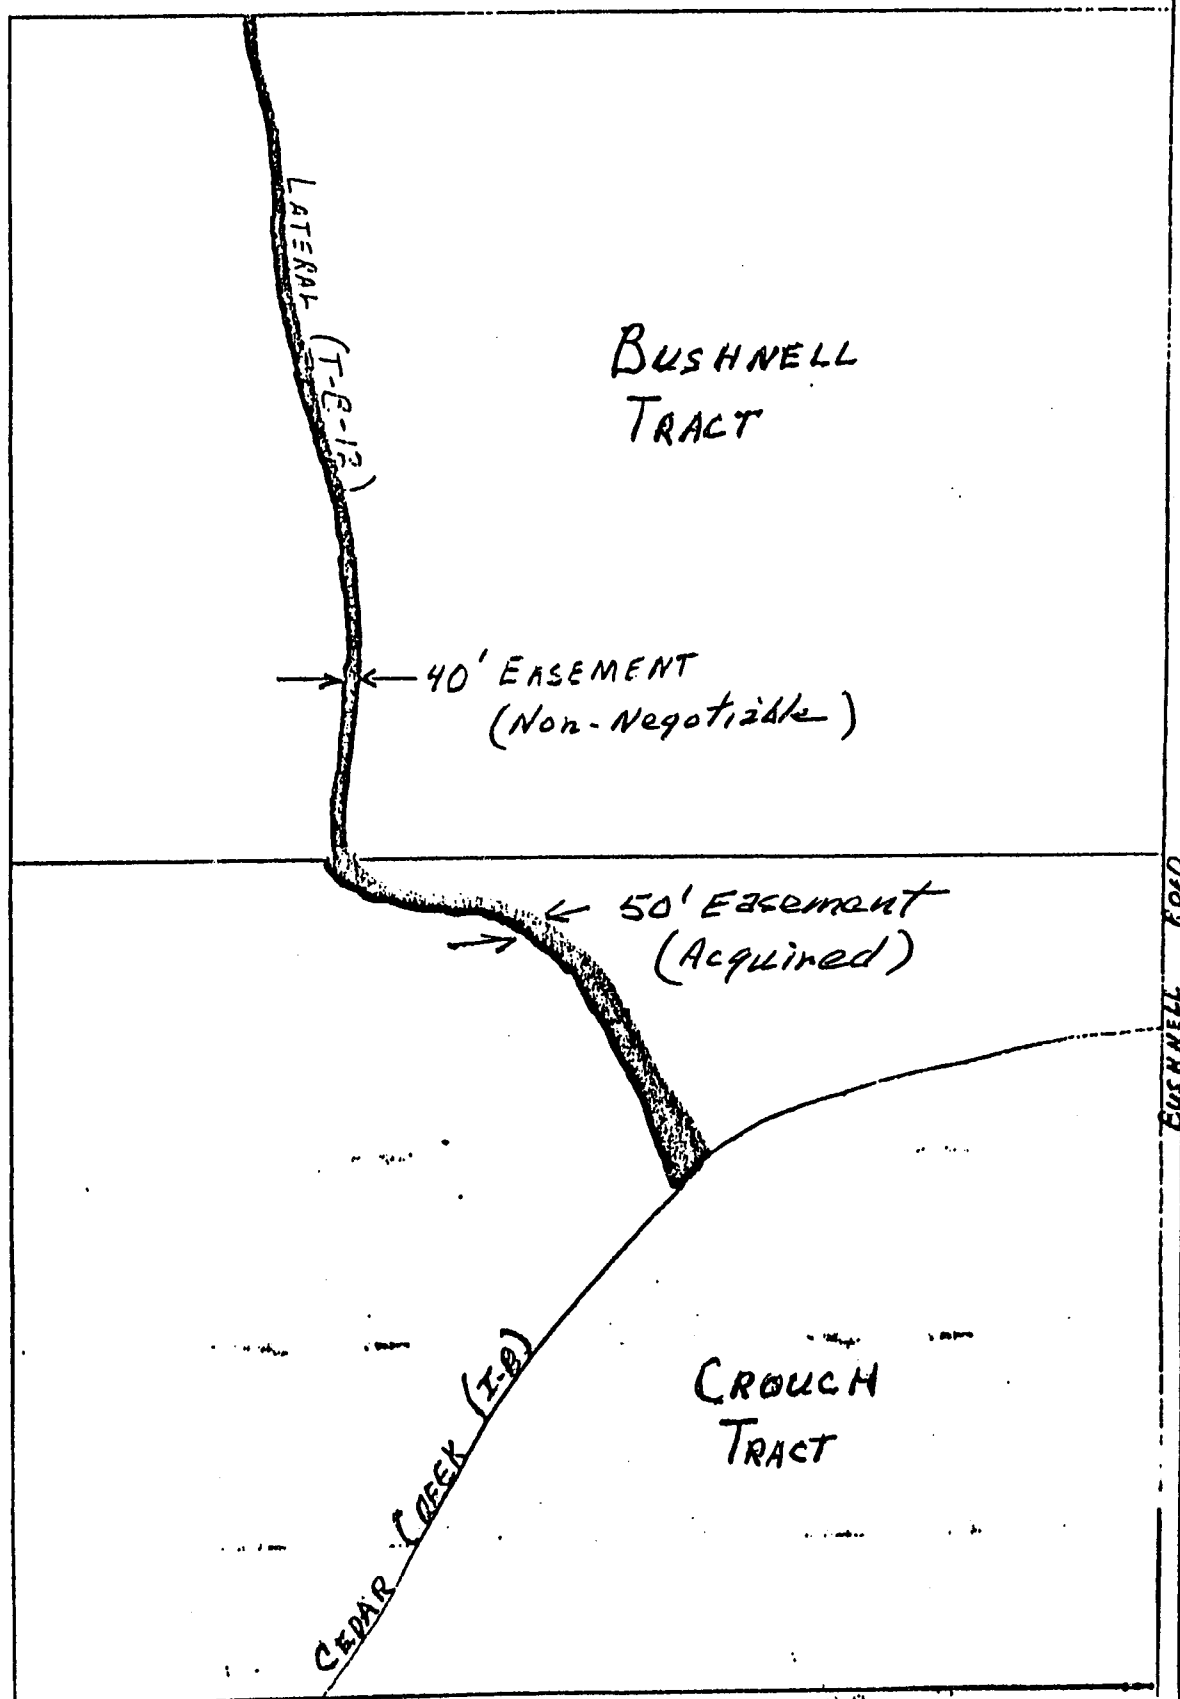 LATERAL (T-B-12)
BUSHNELL
TRACT
40' EASEMENT
(Non-Negotiable)
50' Easement
(Acquired)
BUSHNELL ROAD
CROUCH
TRACT
CEDAR CREEK (I-B)